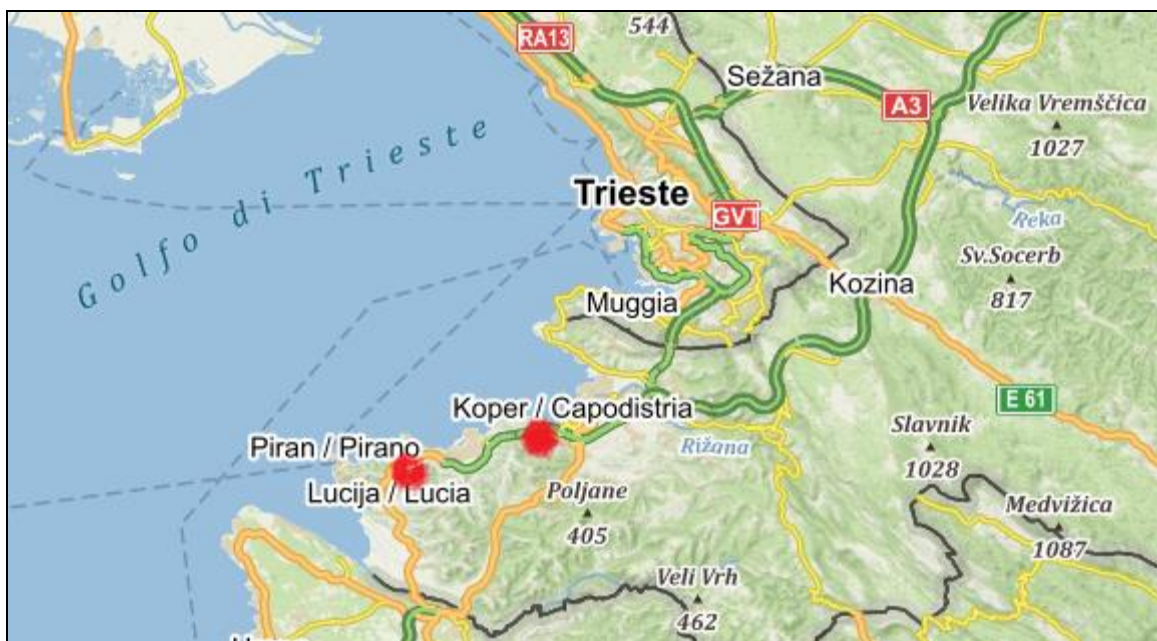 RA13
544
Sežana
A3
Velika Vremščica
1027
Golfo di Trieste
Trieste
GVT
Reka
Sv.Socerb
817
Kozina
Muggia
E 61
Koper / Capodistria
Slavnik
1028
Rižana
Piran / Pirano
Lucija / Lucia
Poljane
405
Medvižica
1087
Veli Vrh
462